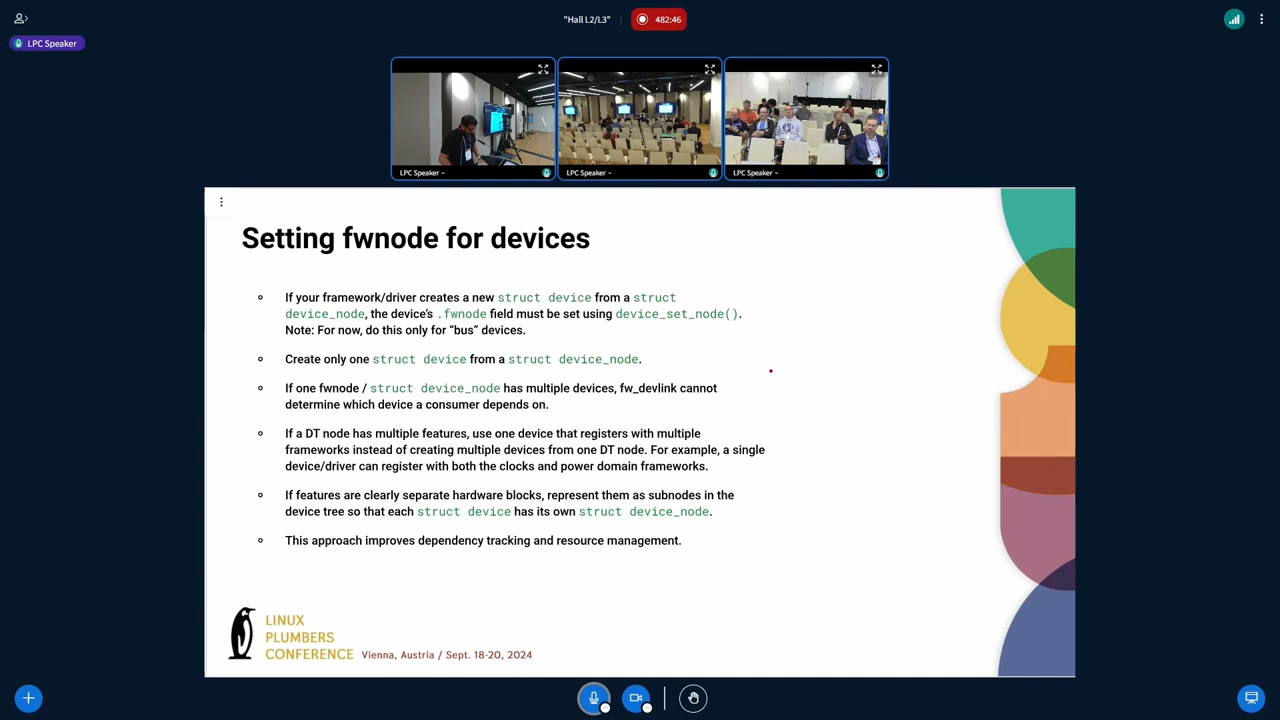 "Hall L2/L3"
482:46
LPC Speaker
LPC Speaker
LPC Speaker
LPC Speaker
Setting fwnode for devices
If your framework/driver creates a new struct device from a struct
device_node, the device's .fwnode field must be set using device_set_node().
Note: For now, do this only for “bus” devices.
Create only one struct device from a struct device_node.
If one fwnode / struct device_node has multiple devices, fw_devlink cannot
determine which device a consumer depends on.
If a DT node has multiple features, use one device that registers with multiple
frameworks instead of creating multiple devices from one DT node. For example, a single
device/driver can register with both the clocks and power domain frameworks.
If features are clearly separate hardware blocks, represent them as subnodes in the
device tree so that each struct device has its own struct device_node.
This approach improves dependency tracking and resource management.
LINUX
PLUMBERS
CONFERENCE Vienna, Austria / Sept. 18-20, 2024